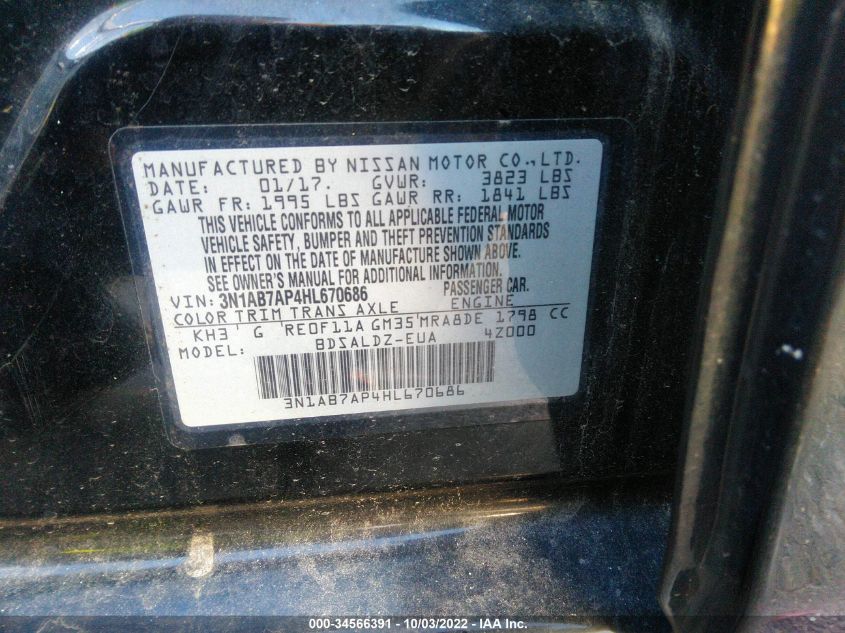 MANUFACTURED BY NISSAN MOTOR CO.,LTD.
DATE: 01/17. GVWR: 3823 LBS
GAWR FR: 1995 LBS GAWR RR: 1841 LBS
THIS VEHICLE CONFORMS TO ALL APPLICABLE FEDERAL MOTOR
VEHICLE SAFETY, BUMPER AND THEFT PREVENTION STANDARDS
IN EFFECT ON THE DATE OF MANUFACTURE SHOWN ABOVE.
SEE OWNER'S MANUAL FOR ADDITIONAL INFORMATION.
VIN: 3N1AB7AP4HL670686 PASSENGER CAR.
COLOR TRIM TRANS AXLE ENGINE
KH3 G RE0F11A GM35 MRA8DE 1798 CC
MODEL: BDSALDZ-EUA 4Z000
3N1AB7AP4HL670686
000-34566391 - 10/03/2022 - IAA Inc.